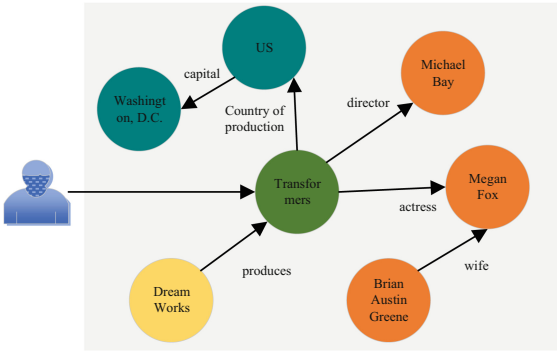 US
capital
Washingt
on, D.C.
Country of
production
director
Michael
Bay
Transfor
mers
actress
Megan
Fox
produces
wife
Dream
Works
Brian
Austin
Greene